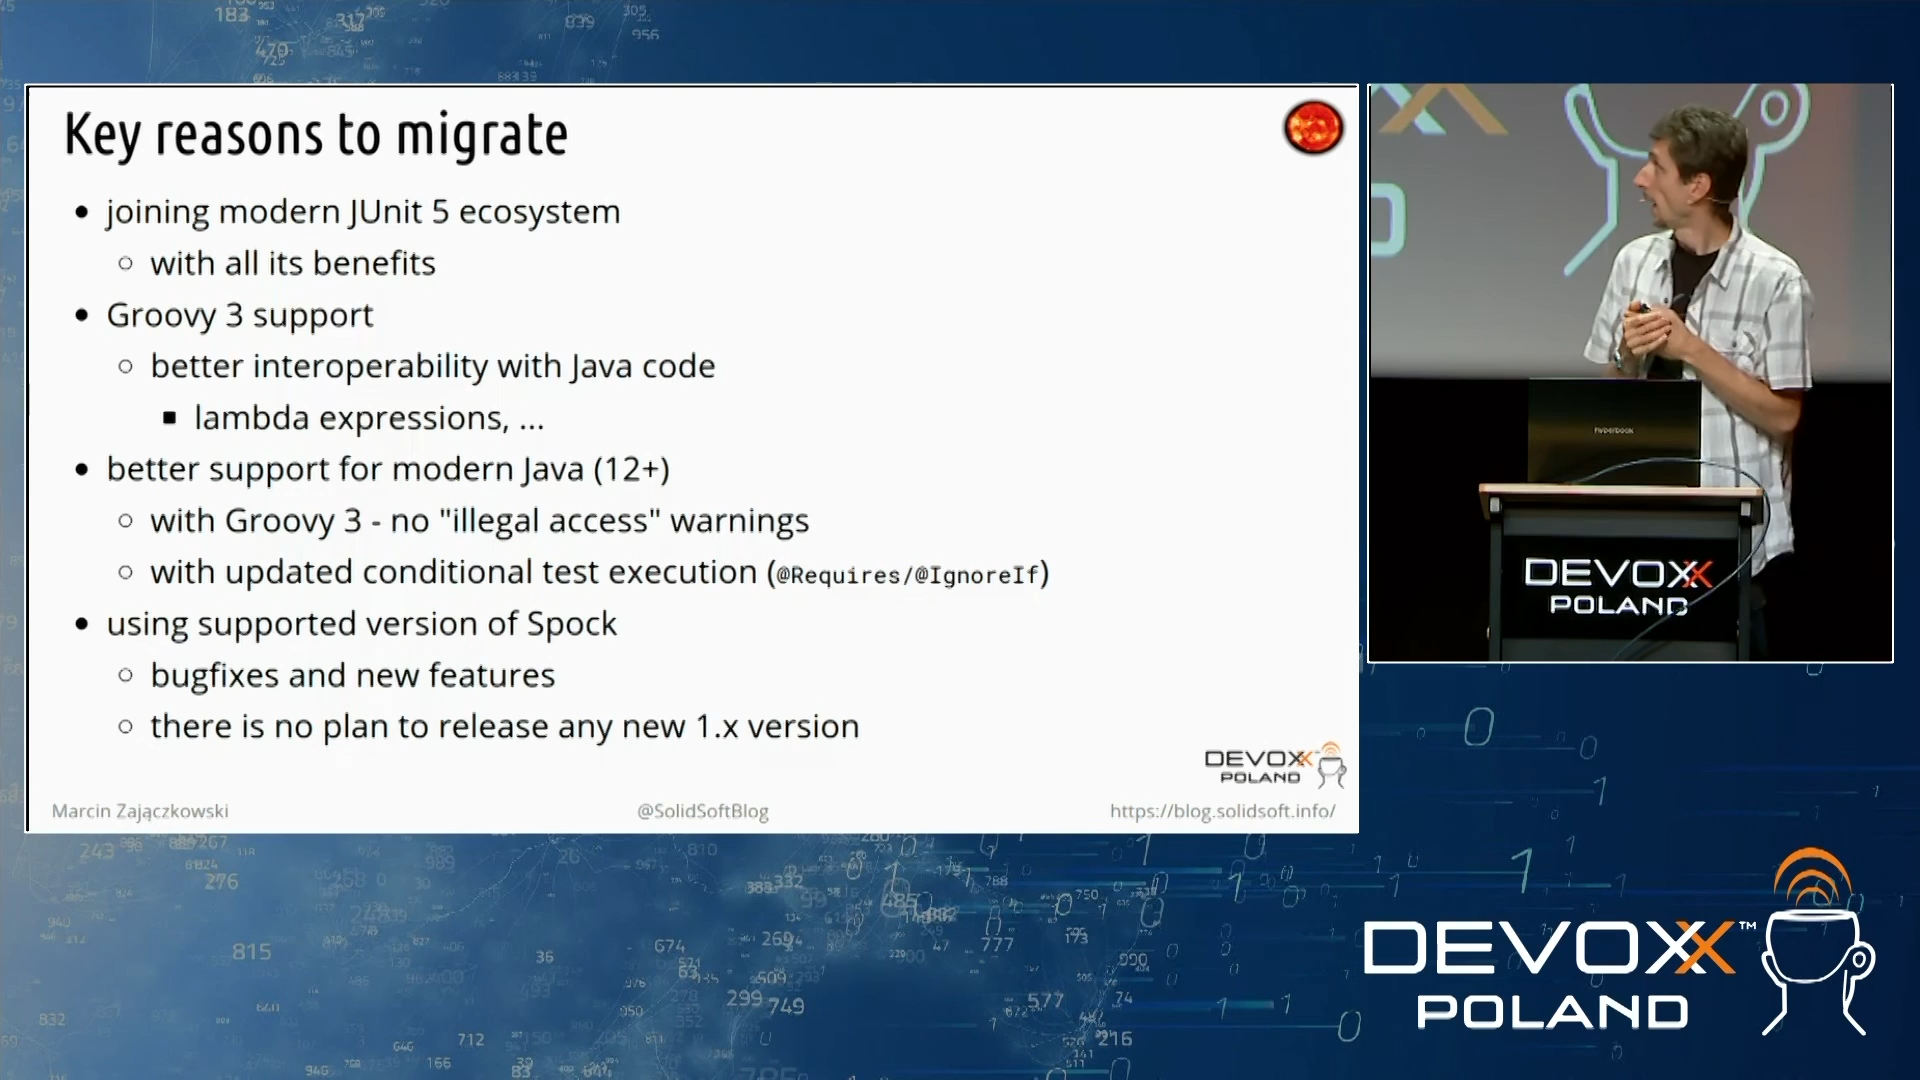 Key reasons to migrate
• joining modern JUnit 5 ecosystem
○ with all its benefits
• Groovy 3 support
○ better interoperability with Java code
▪ lambda expressions, ...
• better support for modern Java (12+)
○ with Groovy 3 - no "illegal access" warnings
○ with updated conditional test execution (@Requires/@IgnoreIf)
• using supported version of Spock
○ bugfixes and new features
○ there is no plan to release any new 1.x version
DEVOXX
POLAND
Marcin Zajączkowski
@SolidSoftBlog
https://blog.solidsoft.info/
hyperbook
DEVOXX
POLAND
DEVOXX™
POLAND